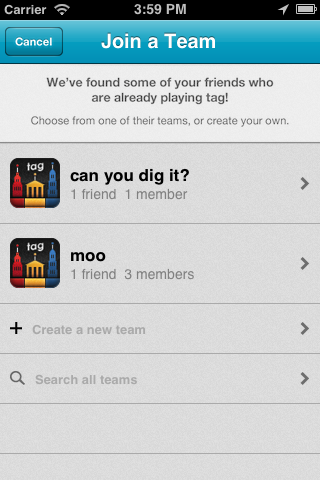 Carrier 3:59 PM
Cancel Join a Team
We've found some of your friends who
are already playing tag!
Choose from one of their teams, or create your own.
tag
can you dig it?
1 friend 1 member
tag
moo
1 friend 3 members
Create a new team
Search all teams